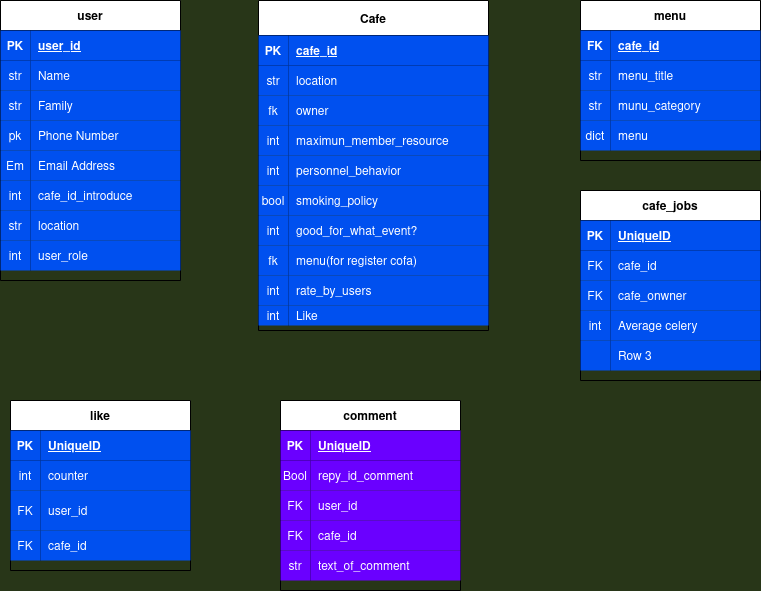 user
PK user_id
str Name
str Family
pk Phone Number
Em Email Address
int cafe_id_introduce
str location
int user_role
Cafe
PK cafe_id
str location
fk owner
int maximun_member_resource
int personnel_behavior
bool smoking_policy
int good_for_what_event?
fk menu(for register cofa)
int rate_by_users
int Like
menu
FK cafe_id
str menu_title
str munu_category
dict menu
cafe_jobs
PK UniqueID
FK cafe_id
FK cafe_onwner
int Average celery
Row 3
like
PK UniqueID
int counter
FK user_id
FK cafe_id
comment
PK UniqueID
Bool repy_id_comment
FK user_id
FK cafe_id
str text_of_comment